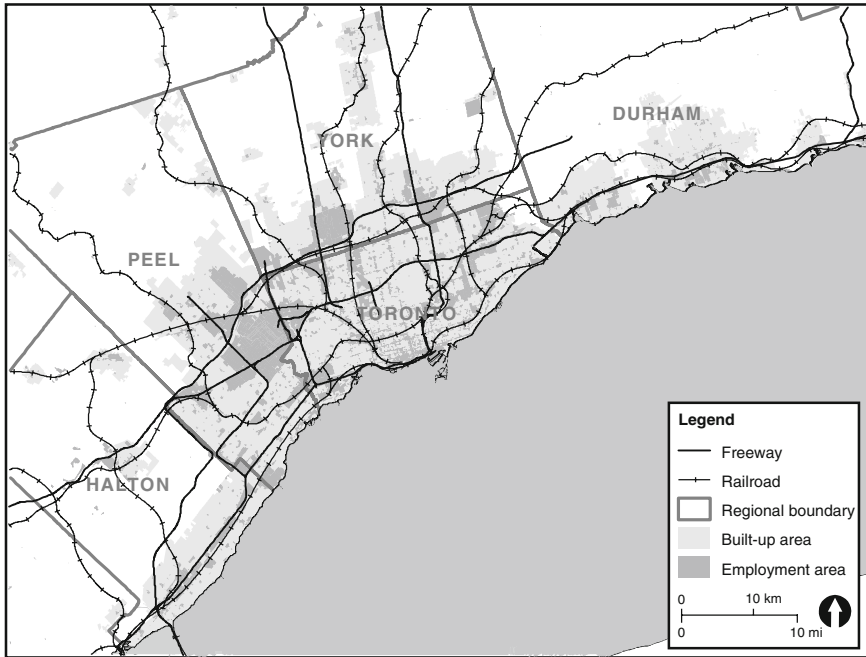 DURHAM
YORK
PEEL
TORONTO
HALTON
Legend
Freeway
Railroad
Regional boundary
Built-up area
Employment area
0 10 km
0 10 mi